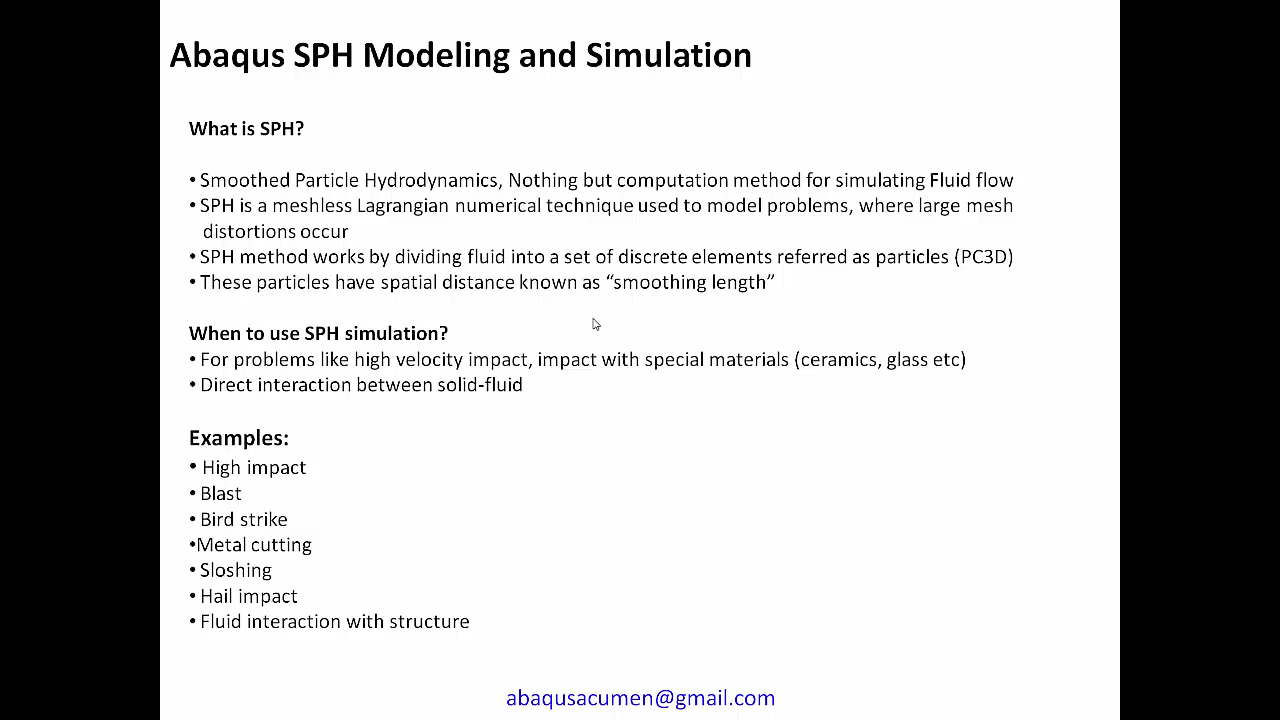 Abaqus SPH Modeling and Simulation
What is SPH?
• Smoothed Particle Hydrodynamics, Nothing but computation method for simulating Fluid flow
• SPH is a meshless Lagrangian numerical technique used to model problems, where large mesh
distortions occur
• SPH method works by dividing fluid into a set of discrete elements referred as particles (PC3D)
• These particles have spatial distance known as “smoothing length”
When to use SPH simulation?
• For problems like high velocity impact, impact with special materials (ceramics, glass etc)
• Direct interaction between solid-fluid
Examples:
• High impact
• Blast
• Bird strike
•Metal cutting
• Sloshing
• Hail impact
• Fluid interaction with structure
abaqusacumen@gmail.com